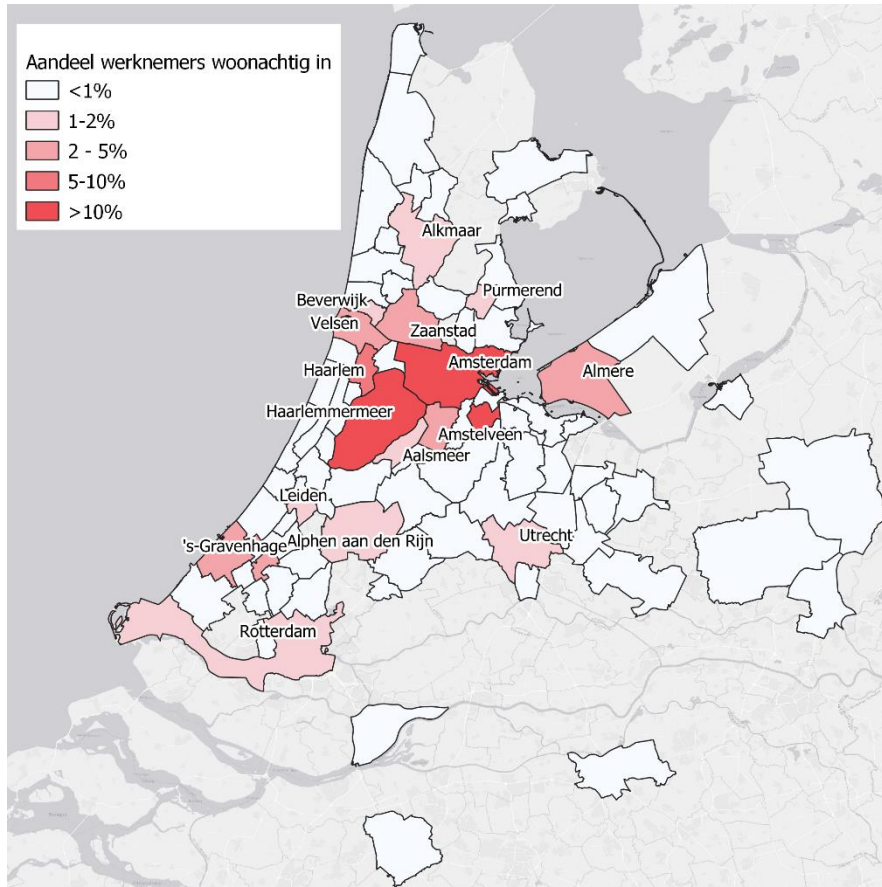 Aandeel werknemers woonachtig in
<1%
1-2%
2 - 5%
5-10%
>10%
Alkmaar
Purmerend
Beverwijk
Velsen
Zaanstad
Haarlem
Amsterdam
Almere
Haarlemmermeer
Amstelveen
Aalsmeer
Leiden
's-Gravenhage
Alphen aan den Rijn
Utrecht
Rotterdam